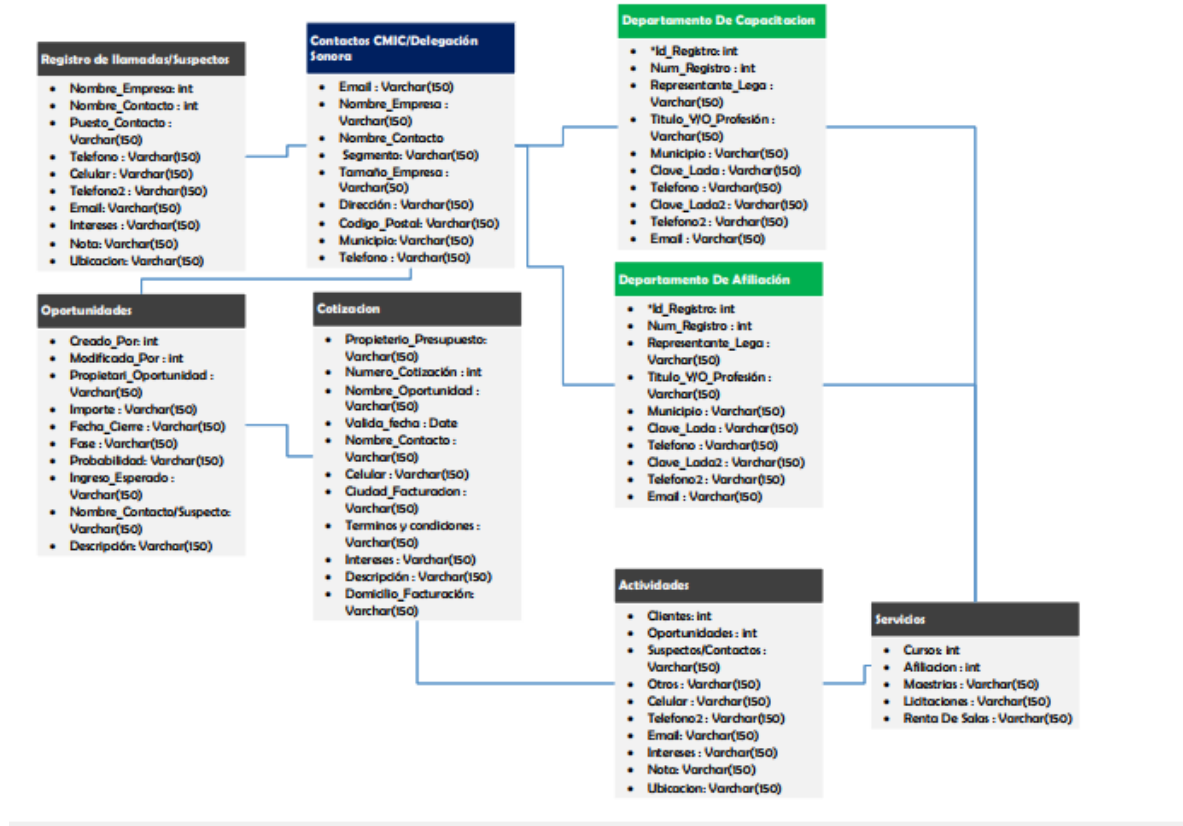 Registro de llamadas/Suspectos
• Nombre_Empresa: int
• Nombre_Contacto : int
• Puesto_Contacto :
Varchar(150)
• Telefono : Varchar(150)
• Celular : Varchar(150)
• Telefono2 : Varchar(150)
• Email: Varchar(150)
• Intereses : Varchar(150)
• Nota: Varchar(150)
• Ubicacion: Varchar(150)
Contactos CMIC/Delegación
Sonora
• Email : Varchar(150)
• Nombre_Empresa :
Varchar(150)
• Nombre_Contacto
• Segmento: Varchar(150)
• Tamaño_Empresa :
Varchar(50)
• Dirección : Varchar(150)
• Codigo_Postal: Varchar(150)
• Municipio: Varchar(150)
• Telefono : Varchar(150)
Departamento De Capacitacion
• *Id_Registro: int
• Num_Registro : int
• Representante_Lega :
Varchar(150)
• Titulo_Y/O_Profesión :
Varchar(150)
• Municipio : Varchar(150)
• Clave_Lada : Varchar(150)
• Telefono : Varchar(150)
• Clave_Lada2 : Varchar(150)
• Telefono2 : Varchar(150)
• Email : Varchar(150)
Departamento De Afiliación
• *Id_Registro: int
• Num_Registro : int
• Representante_Lega :
Varchar(150)
• Titulo_Y/O_Profesión :
Varchar(150)
• Municipio : Varchar(150)
• Clave_Lada : Varchar(150)
• Telefono : Varchar(150)
• Clave_Lada2 : Varchar(150)
• Telefono2 : Varchar(150)
• Email : Varchar(150)
Oportunidades
• Creado_Por: int
• Modificada_Por : int
• Propietari_Oportunidad :
Varchar(150)
• Importe : Varchar(150)
• Fecha_Cierre : Varchar(150)
• Fase : Varchar(150)
• Probabilidad: Varchar(150)
• Ingreso_Esperado :
Varchar(150)
• Nombre_Contacto/Suspecto:
Varchar(150)
• Descripción: Varchar(150)
Cotizacion
• Propieterio_Presupuesto:
Varchar(150)
• Numero_Cotización : int
• Nombre_Oportunidad :
Varchar(150)
• Valida_fecha : Date
• Nombre_Contacto :
Varchar(150)
• Celular : Varchar(150)
• Ciudad_Facturacion :
Varchar(150)
• Terminos y condiciones :
Varchar(150)
• Intereses : Varchar(150)
• Descripción : Varchar(150)
• Domicilio_Facturación:
Varchar(150)
Actividades
• Clientes: int
• Oportunidades : int
• Suspectos/Contactos :
Varchar(150)
• Otros : Varchar(150)
• Celular : Varchar(150)
• Telefono2 : Varchar(150)
• Email: Varchar(150)
• Intereses : Varchar(150)
• Nota: Varchar(150)
• Ubicacion: Varchar(150)
Servicios
• Cursos: int
• Afiliacion : int
• Maestrias : Varchar(150)
• Licitaciones : Varchar(150)
• Renta De Salas : Varchar(150)